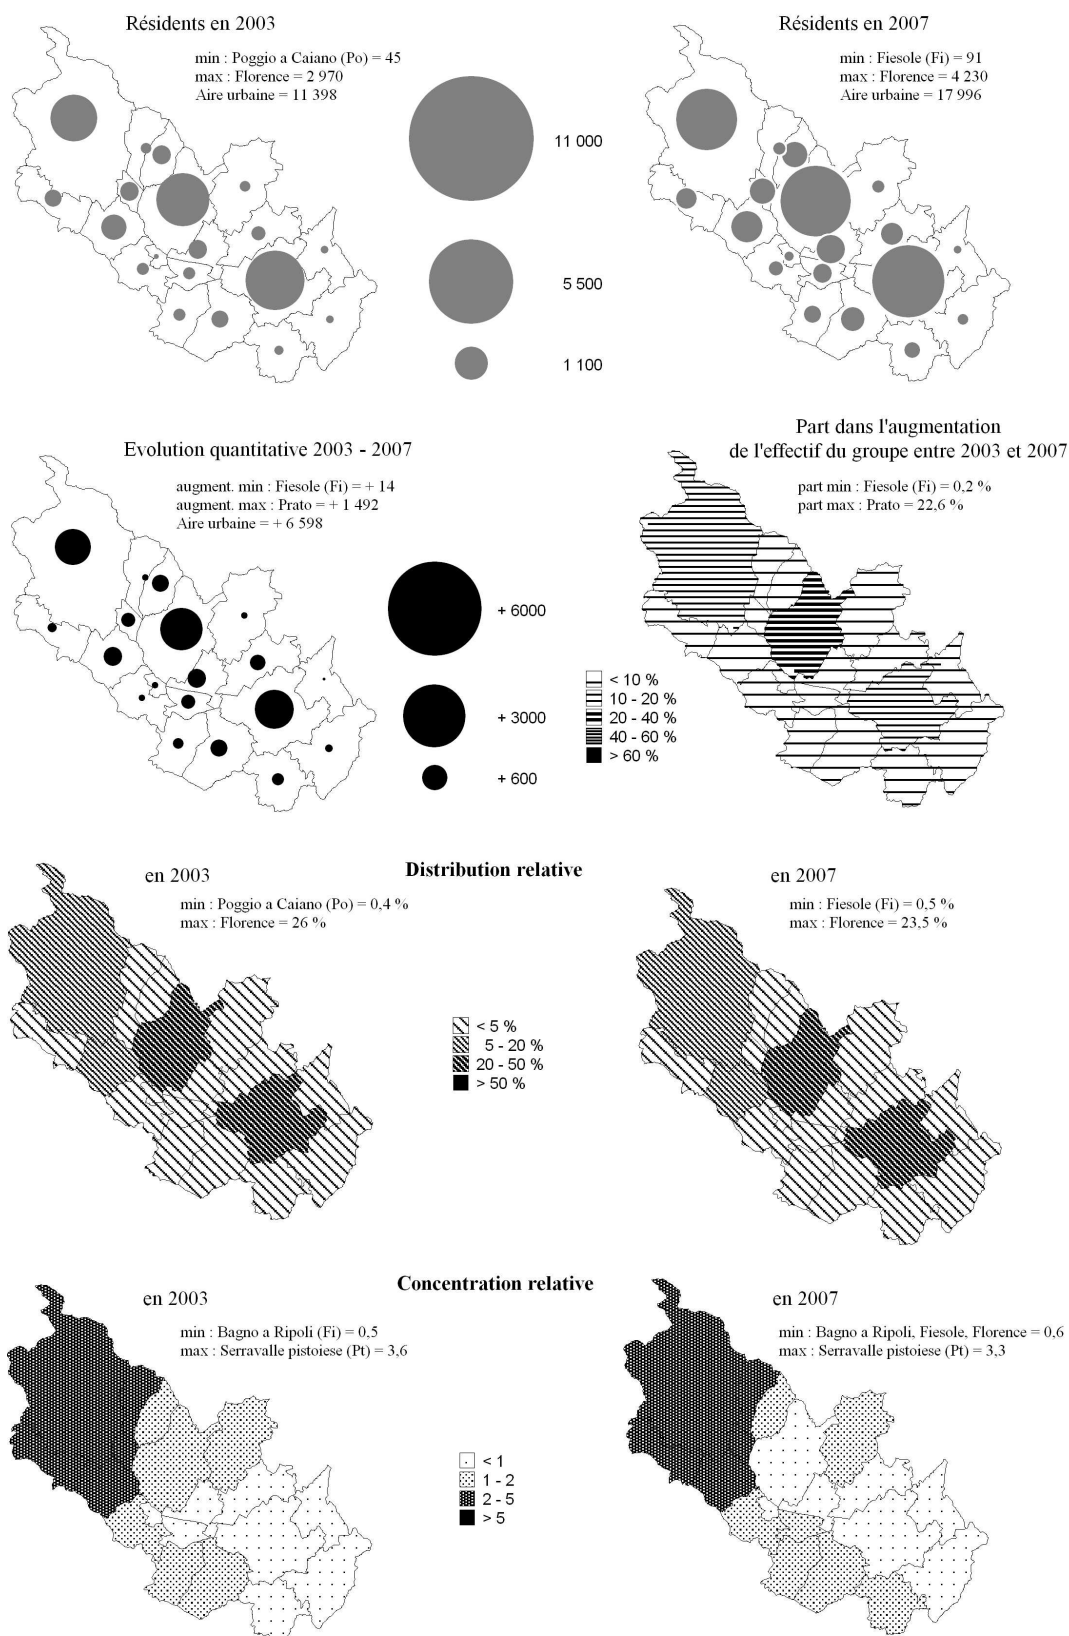 Résidents en 2003
min : Poggio a Caiano (Po) = 45
max : Florence = 2 970
Aire urbaine = 11 398
11 000
5 500
1 100
Résidents en 2007
min : Fiesole (Fi) = 91
max : Florence = 4 230
Aire urbaine = 17 996
Evolution quantitative 2003 - 2007
augment. min : Fiesole (Fi) = + 14
augment. max : Prato = + 1 492
Aire urbaine = + 6 598
+ 6000
+ 3000
+ 600
Part dans l'augmentation
de l'effectif du groupe entre 2003 et 2007
part min : Fiesole (Fi) = 0,2 %
part max : Prato = 22,6 %
< 10 %
10 - 20 %
20 - 40 %
40 - 60 %
> 60 %
Distribution relative
en 2003
min : Poggio a Caiano (Po) = 0,4 %
max : Florence = 26 %
< 5 %
5 - 20 %
20 - 50 %
> 50 %
en 2007
min : Fiesole (Fi) = 0,5 %
max : Florence = 23,5 %
Concentration relative
en 2003
min : Bagno a Ripoli (Fi) = 0,5
max : Serravalle pistoiese (Pt) = 3,6
< 1
1 - 2
2 - 5
> 5
en 2007
min : Bagno a Ripoli, Fiesole, Florence = 0,6
max : Serravalle pistoiese (Pt) = 3,3